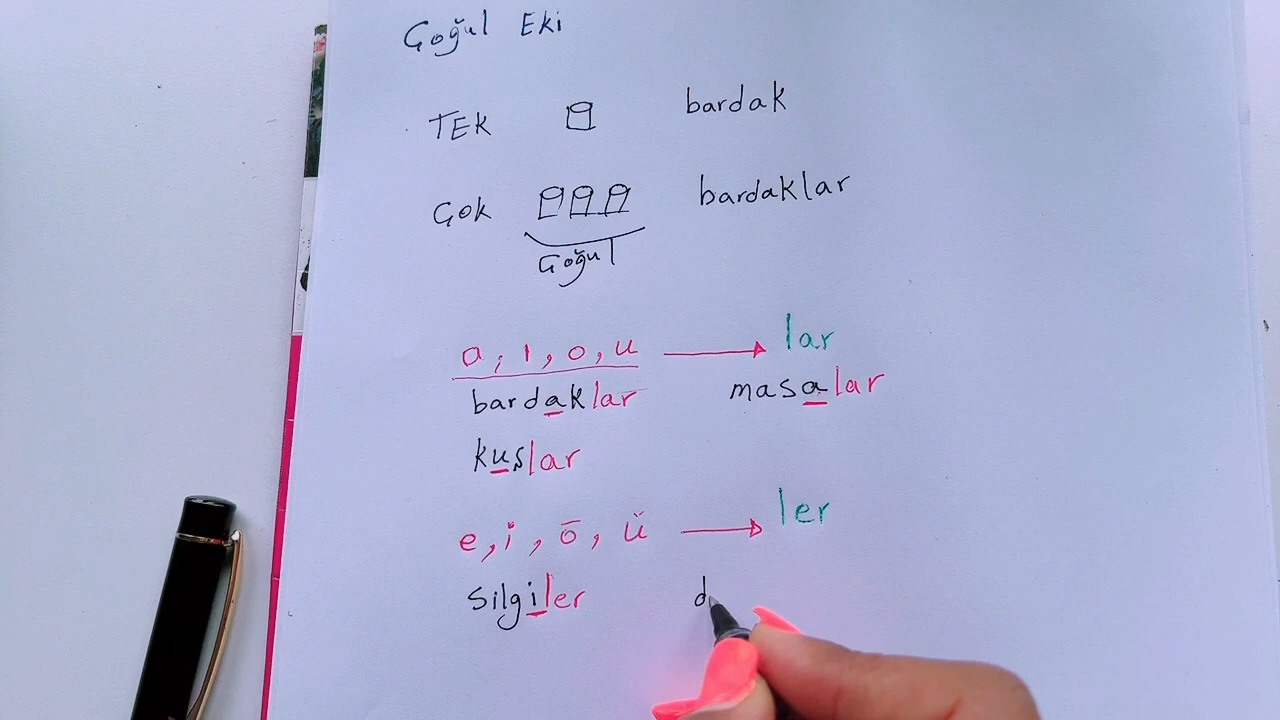 Çoğul Eki
TEK bardak
Çok bardaklar
Çoğul
a, ı, o, u → lar
bardaklar masalar
kuşlar
e, i, ö, ü → ler
silgiler d